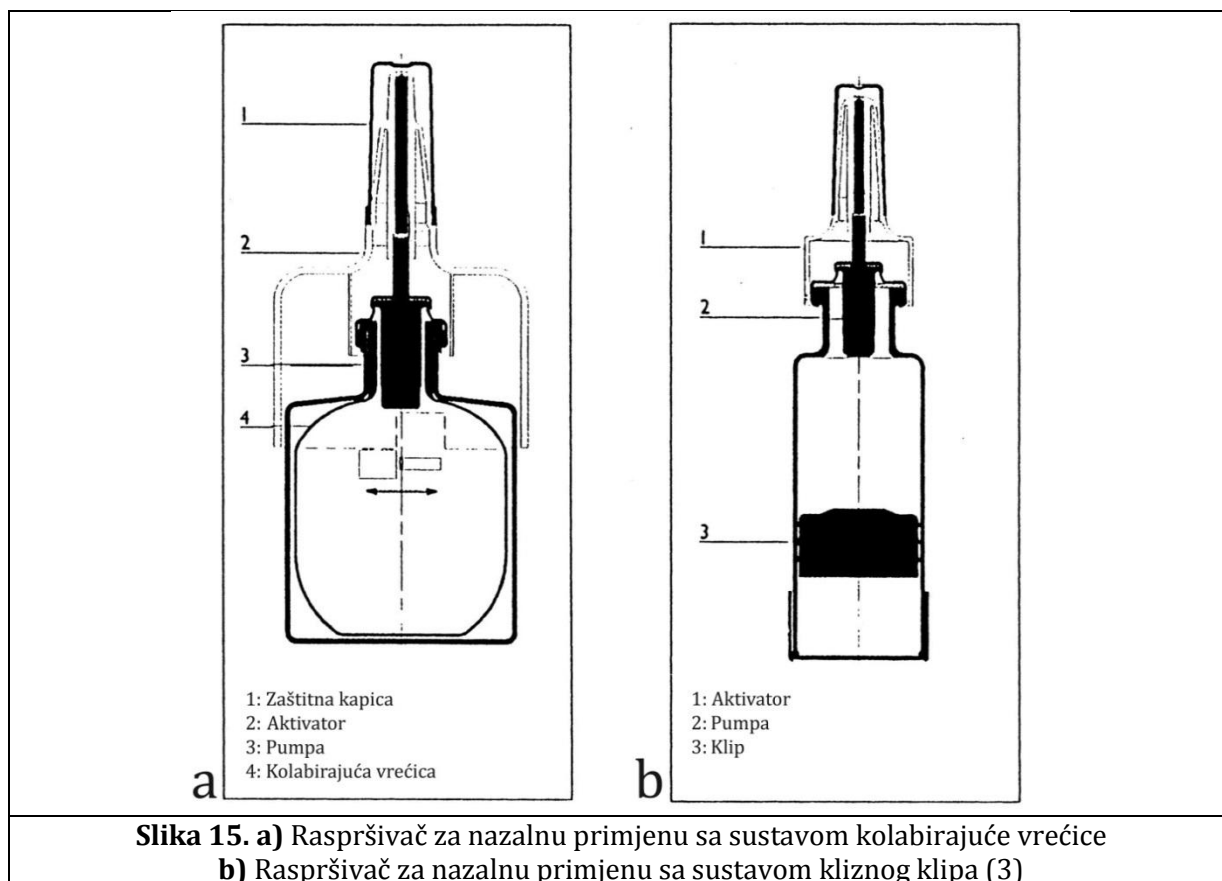 1
2
3
4
1: Zaštitna kapica
2: Aktivator
3: Pumpa
4: Kolabirajuća vrećica
a
1
2
3
1: Aktivator
2: Pumpa
3: Klip
b
Slika 15. a) Raspršivač za nazalnu primjenu sa sustavom kolabirajuće vrećice
b) Raspršivač za nazalnu primjenu sa sustavom kliznog klipa (3)